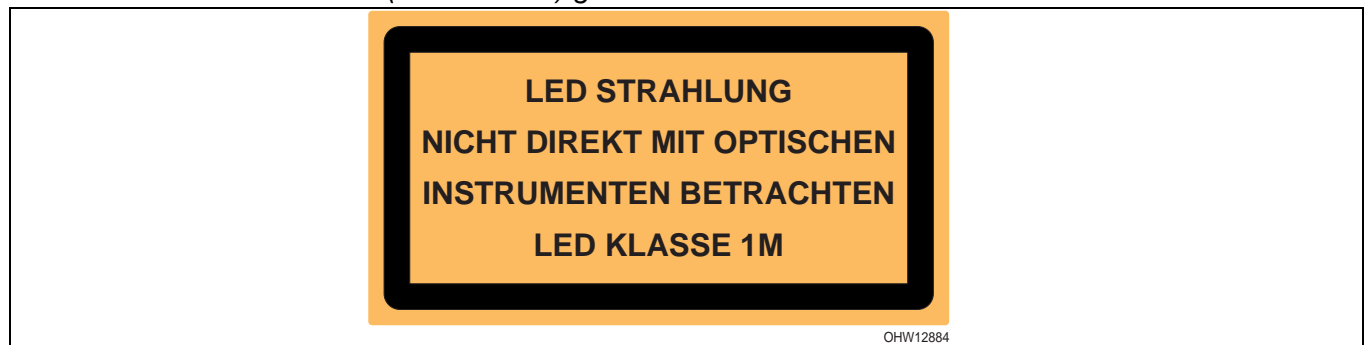 LED STRAHLUNG
NICHT DIREKT MIT OPTISCHEN
INSTRUMENTEN BETRACHTEN
LED KLASSE 1M
OHW12884